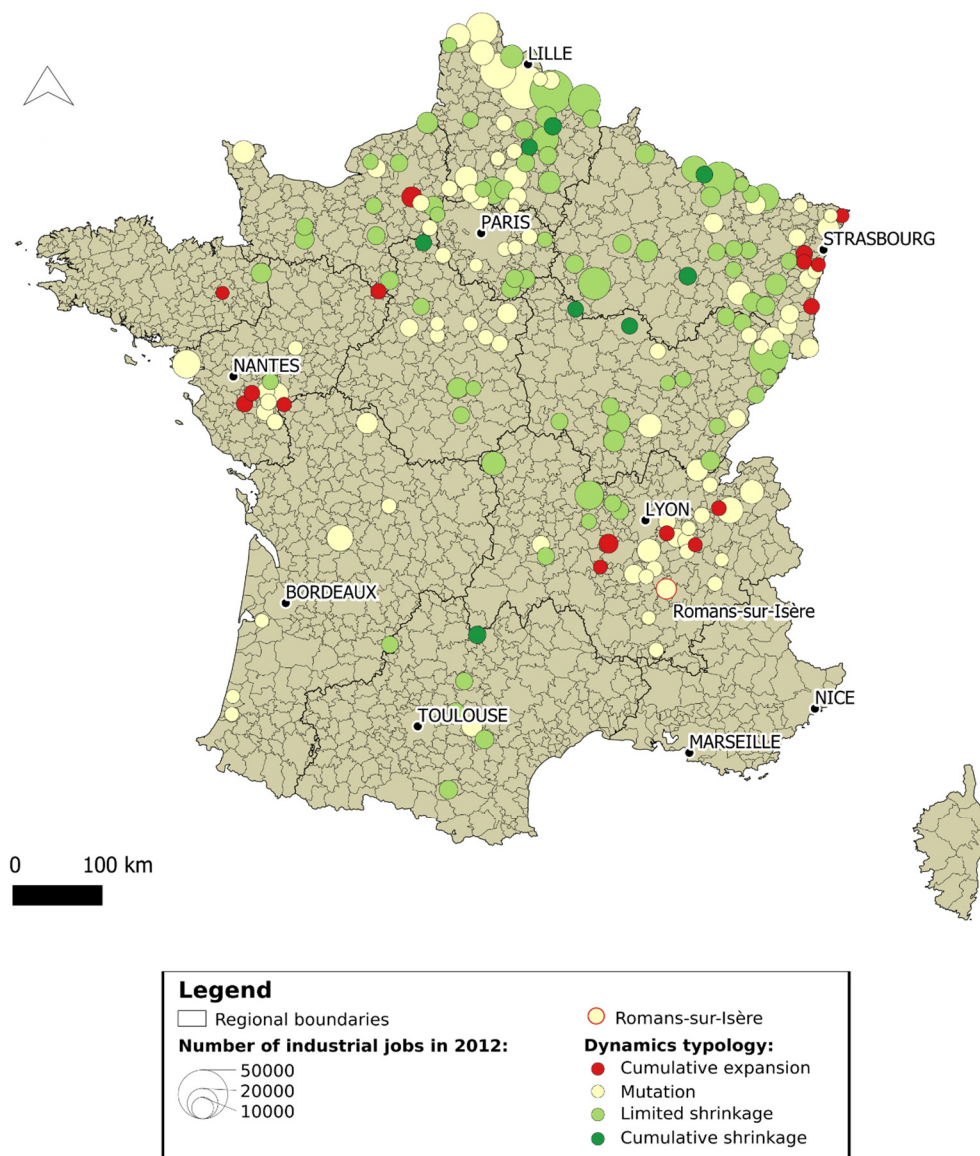 LILLE
PARIS
STRASBOURG
NANTES
LYON
BORDEAUX
Romans-sur-Isère
NICE
TOULOUSE
MARSEILLE
0 100 km
Legend
Regional boundaries
Number of industrial jobs in 2012:
50000
20000
10000
Romans-sur-Isère
Dynamics typology:
Cumulative expansion
Mutation
Limited shrinkage
Cumulative shrinkage